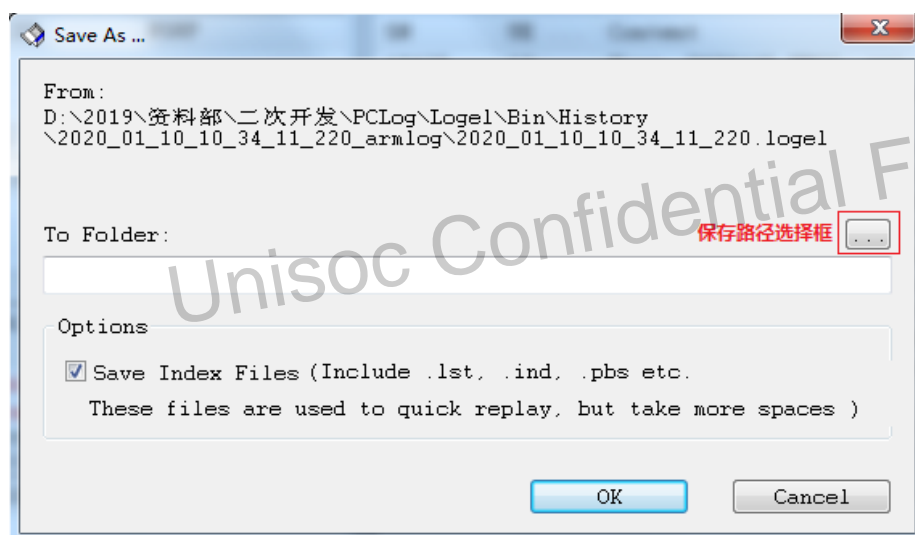 Save As ...
From:
D:\2019\资料部\二次开发\PCLog\Logel\Bin\History
\2020_01_10_10_34_11_220_armlog\2020_01_10_10_34_11_220.logel
To Folder:
保存路径选择框 ...
Unisoc Confidential F
Options
Save Index Files (Include .lst, .ind, .pbs etc.
These files are used to quick replay, but take more spaces )
OK
Cancel